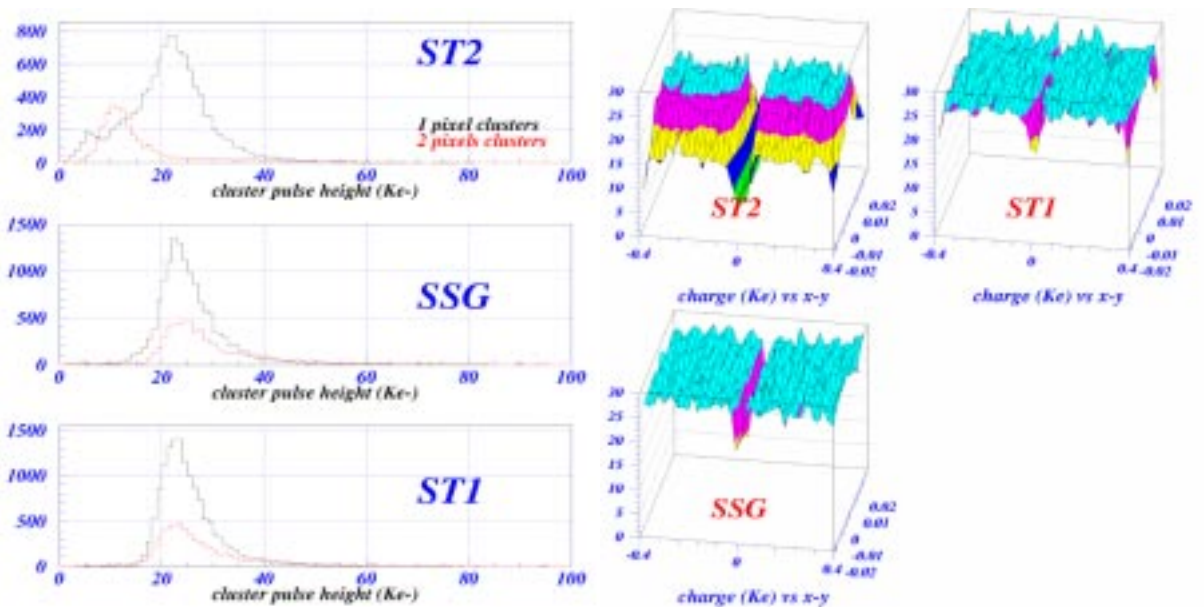 800
600
400
200
0
ST2
1 pixel clusters
2 pixels clusters
0 20 40 60 80 100
cluster pulse height (Ke-)
1500
1000
500
0
SSG
0 20 40 60 80 100
cluster pulse height (Ke-)
1500
1000
500
0
ST1
0 20 40 60 80 100
cluster pulse height (Ke-)
30
25
20
15
10
5
0
ST2
-0.4 0 0.4
-0.02
-0.01
0
0.01
0.02
charge (Ke) vs x-y
30
25
20
15
10
5
0
ST1
-0.4 0 0.4
-0.02
-0.01
0
0.01
0.02
charge (Ke) vs x-y
30
25
20
15
10
5
0
SSG
-0.4 0 0.4
-0.02
-0.01
0
0.01
0.02
charge (Ke) vs x-y